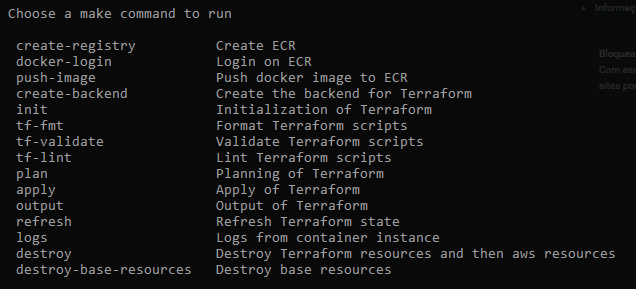 Choose a make command to run
create-registry Create ECR
docker-login Login on ECR
push-image Push docker image to ECR
create-backend Create the backend for Terraform
init Initialization of Terraform
tf-fmt Format Terraform scripts
tf-validate Validate Terraform scripts
tf-lint Lint Terraform scripts
plan Planning of Terraform
apply Apply of Terraform
output Output of Terraform
refresh Refresh Terraform state
logs Logs from container instance
destroy Destroy Terraform resources and then aws resources
destroy-base-resources Destroy base resources
• Informaç
Bloquea
Com es
sites po